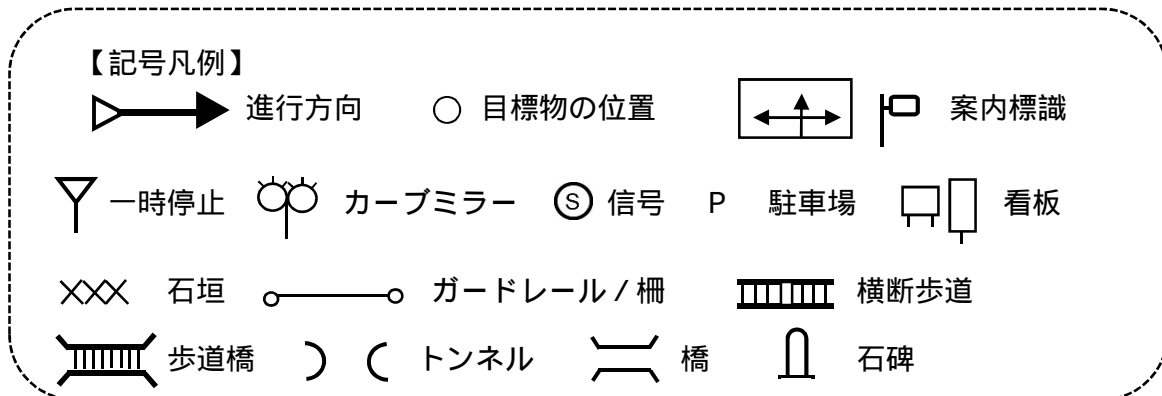 【記号凡例】
進行方向 目標物の位置 案内標識
一時停止 カーブミラー S 信号 P 駐車場 看板
石垣 ガードレール / 柵 横断歩道
歩道橋 トンネル 橋 石碑